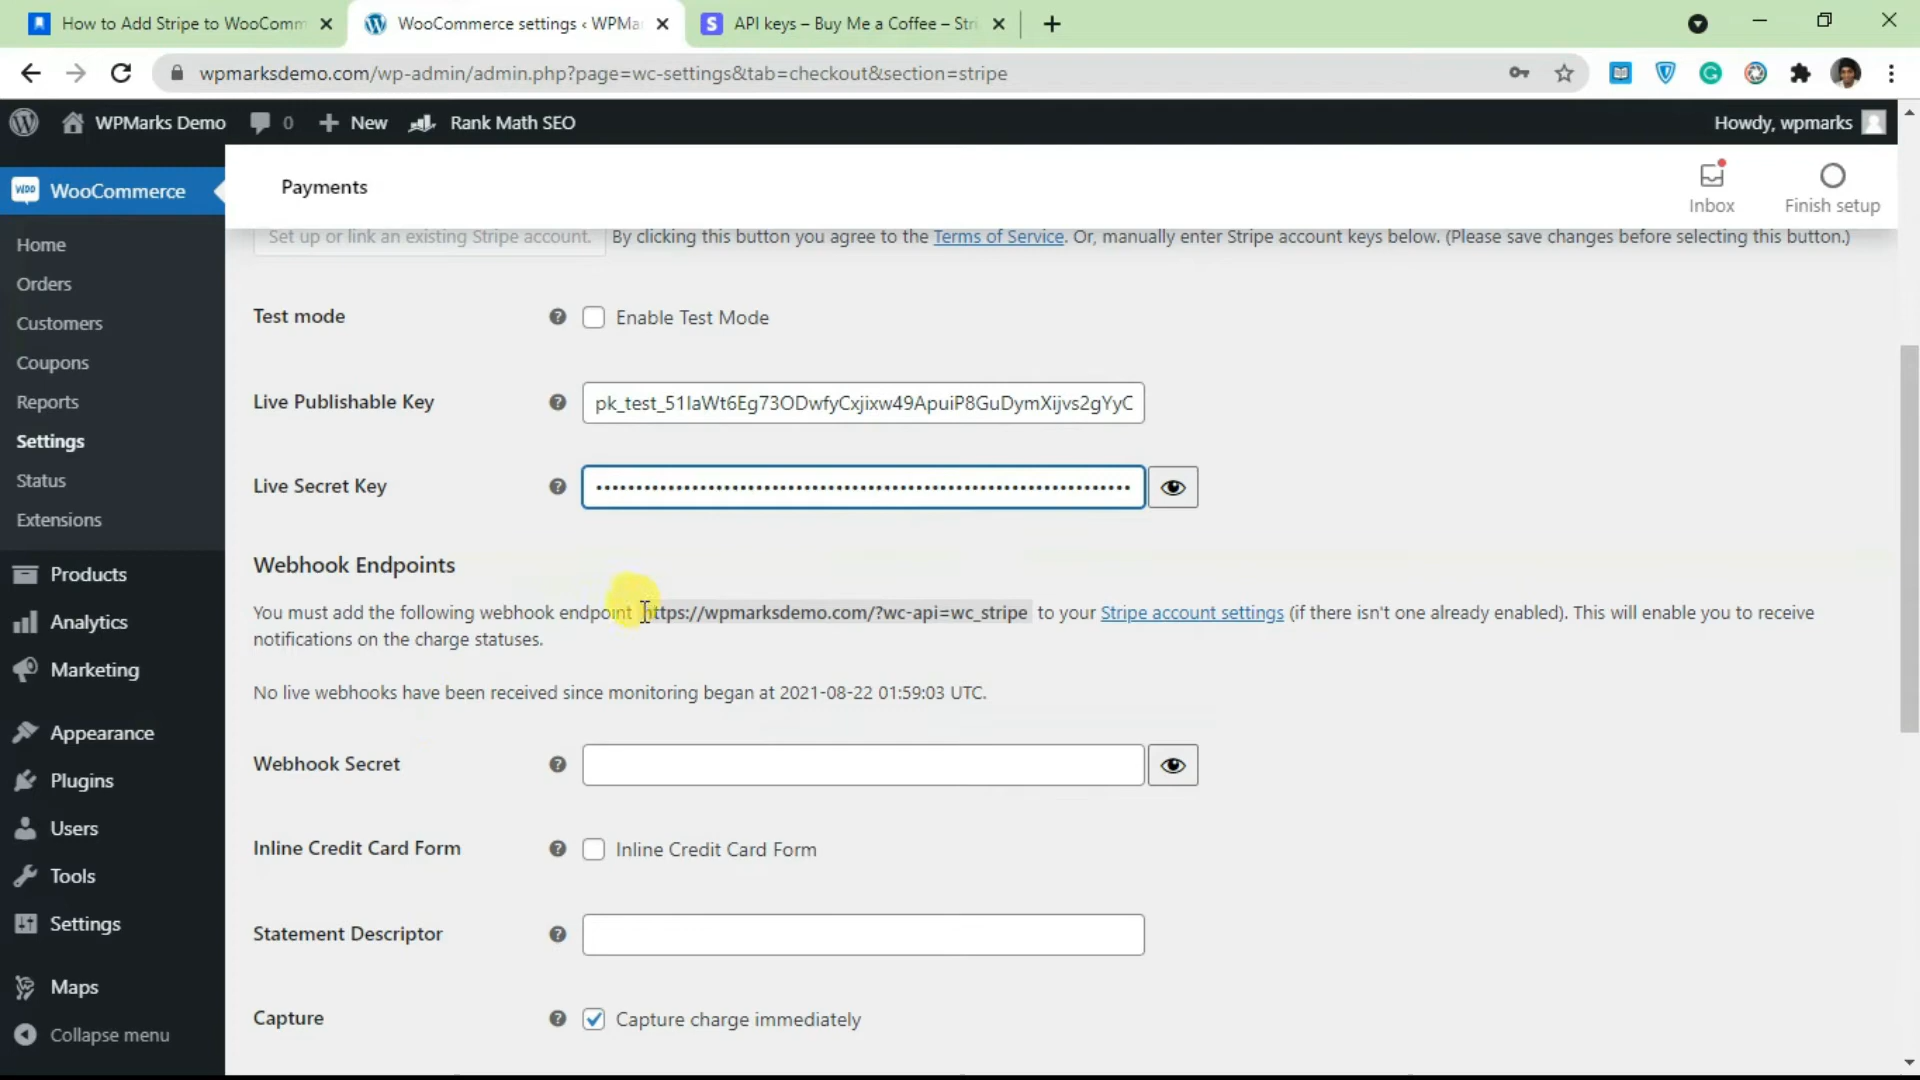 How to Add Stripe to WooComm
WooCommerce settings ‹ WPMa
API keys – Buy Me a Coffee – Stri
wpmarksdemo.com/wp-admin/admin.php?page=wc-settings&tab=checkout&section=stripe
WPMarks Demo
0
New
Rank Math SEO
Howdy, wpmarks
WooCommerce
Payments
Inbox
Finish setup
Home
Orders
Customers
Coupons
Reports
Settings
Status
Extensions
Products
Analytics
Marketing
Appearance
Plugins
Users
Tools
Settings
Maps
Collapse menu
Set up or link an existing Stripe account.
By clicking this button you agree to the Terms of Service. Or, manually enter Stripe account keys below. (Please save changes before selecting this button.)
Test mode
Enable Test Mode
Live Publishable Key
pk_test_51IaWt6Eg73ODwfyCxjixw49ApuiP8GuDymXijvs2gYyC
Live Secret Key
Webhook Endpoints
You must add the following webhook endpoint https://wpmarksdemo.com/?wc-api=wc_stripe to your Stripe account settings (if there isn't one already enabled). This will enable you to receive
notifications on the charge statuses.
No live webhooks have been received since monitoring began at 2021-08-22 01:59:03 UTC.
Webhook Secret
Inline Credit Card Form
Inline Credit Card Form
Statement Descriptor
Capture
Capture charge immediately